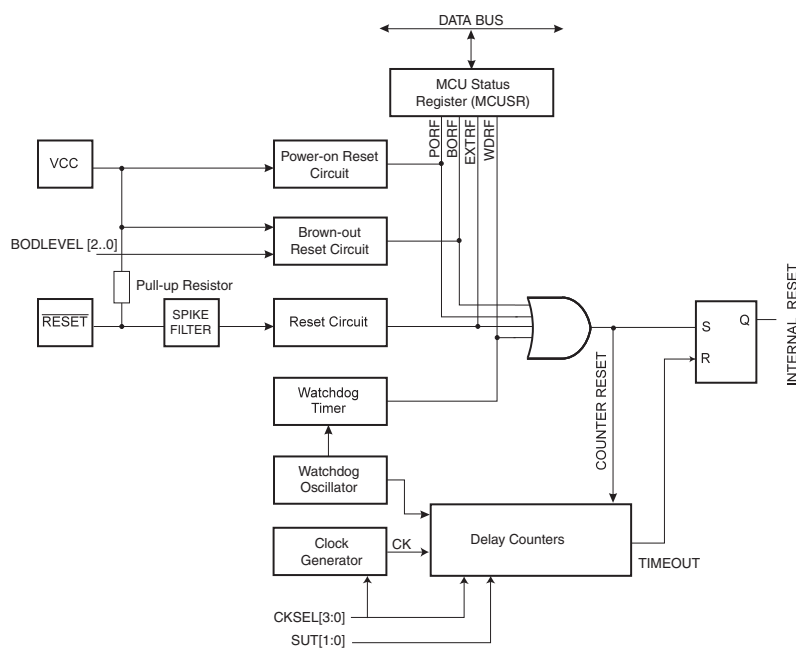 DATA BUS
MCU Status
Register (MCUSR)
PORF
BORF
EXTRF
WDRF
VCC
Power-on Reset
Circuit
BODLEVEL [2..0]
Brown-out
Reset Circuit
Pull-up Resistor
RESET
SPIKE
FILTER
Reset Circuit
S
Q
R
INTERNAL RESET
COUNTER RESET
Watchdog
Timer
Watchdog
Oscillator
Clock
Generator
CK
Delay Counters
TIMEOUT
CKSEL[3:0]
SUT[1:0]